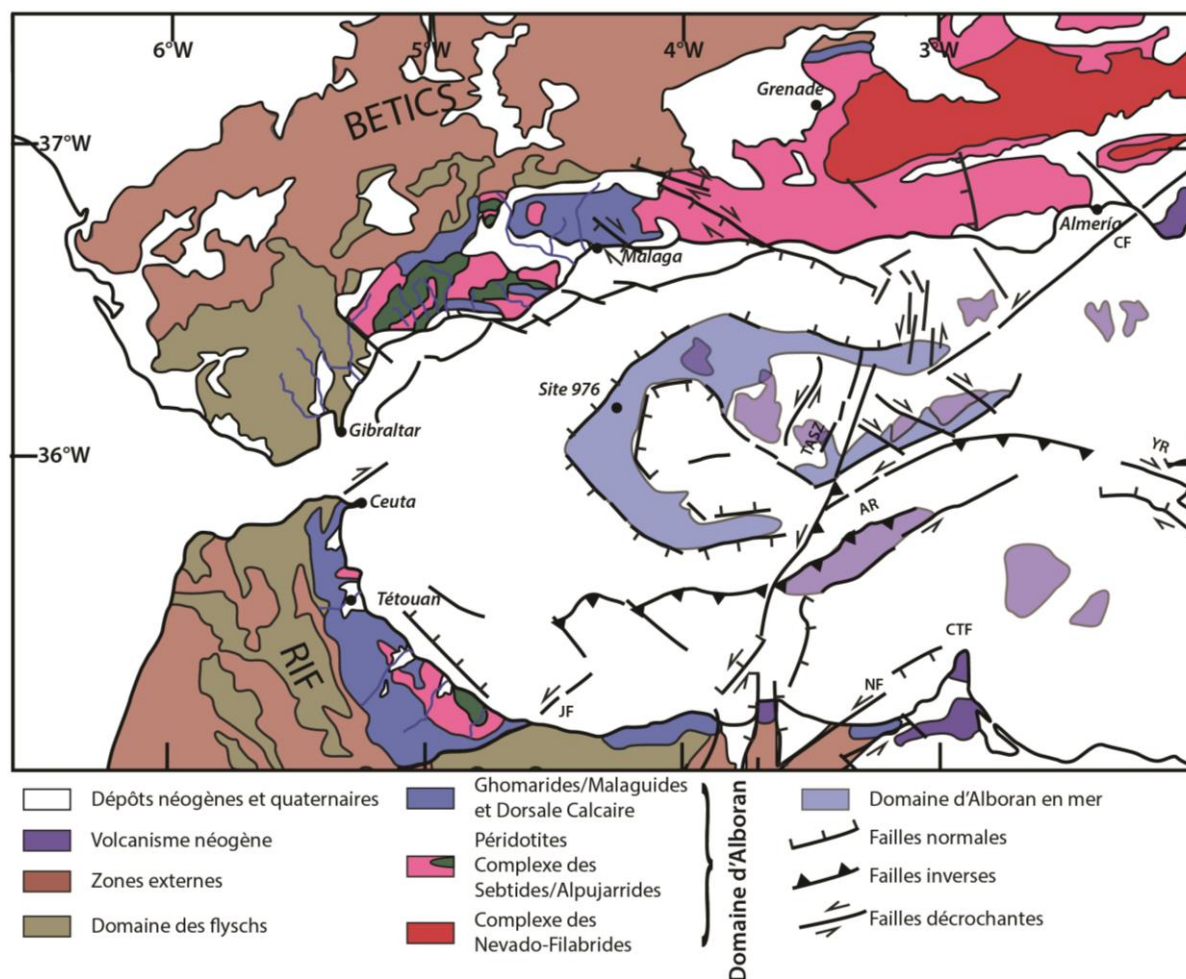 6°W
5°W
4°W
3°W
Grenade
BETICS
37°W
Almería
CF
Malaga
Site 976
Gibraltar
TASZ
36°W
YR
Ceuta
AR
Tétouan
CTF
RIF
NF
JF
Dépôts néogènes et quaternaires
Volcanisme néogène
Zones externes
Domaine des flyschs
Ghomarides/Malaguides
et Dorsale Calcaire
Péridotites
Complexe des
Sebtides/Alpujarrides
Complexe des
Nevado-Filabrides
Domaine d'Alboran
Domaine d'Alboran en mer
Failles normales
Failles inverses
Failles décrochantes